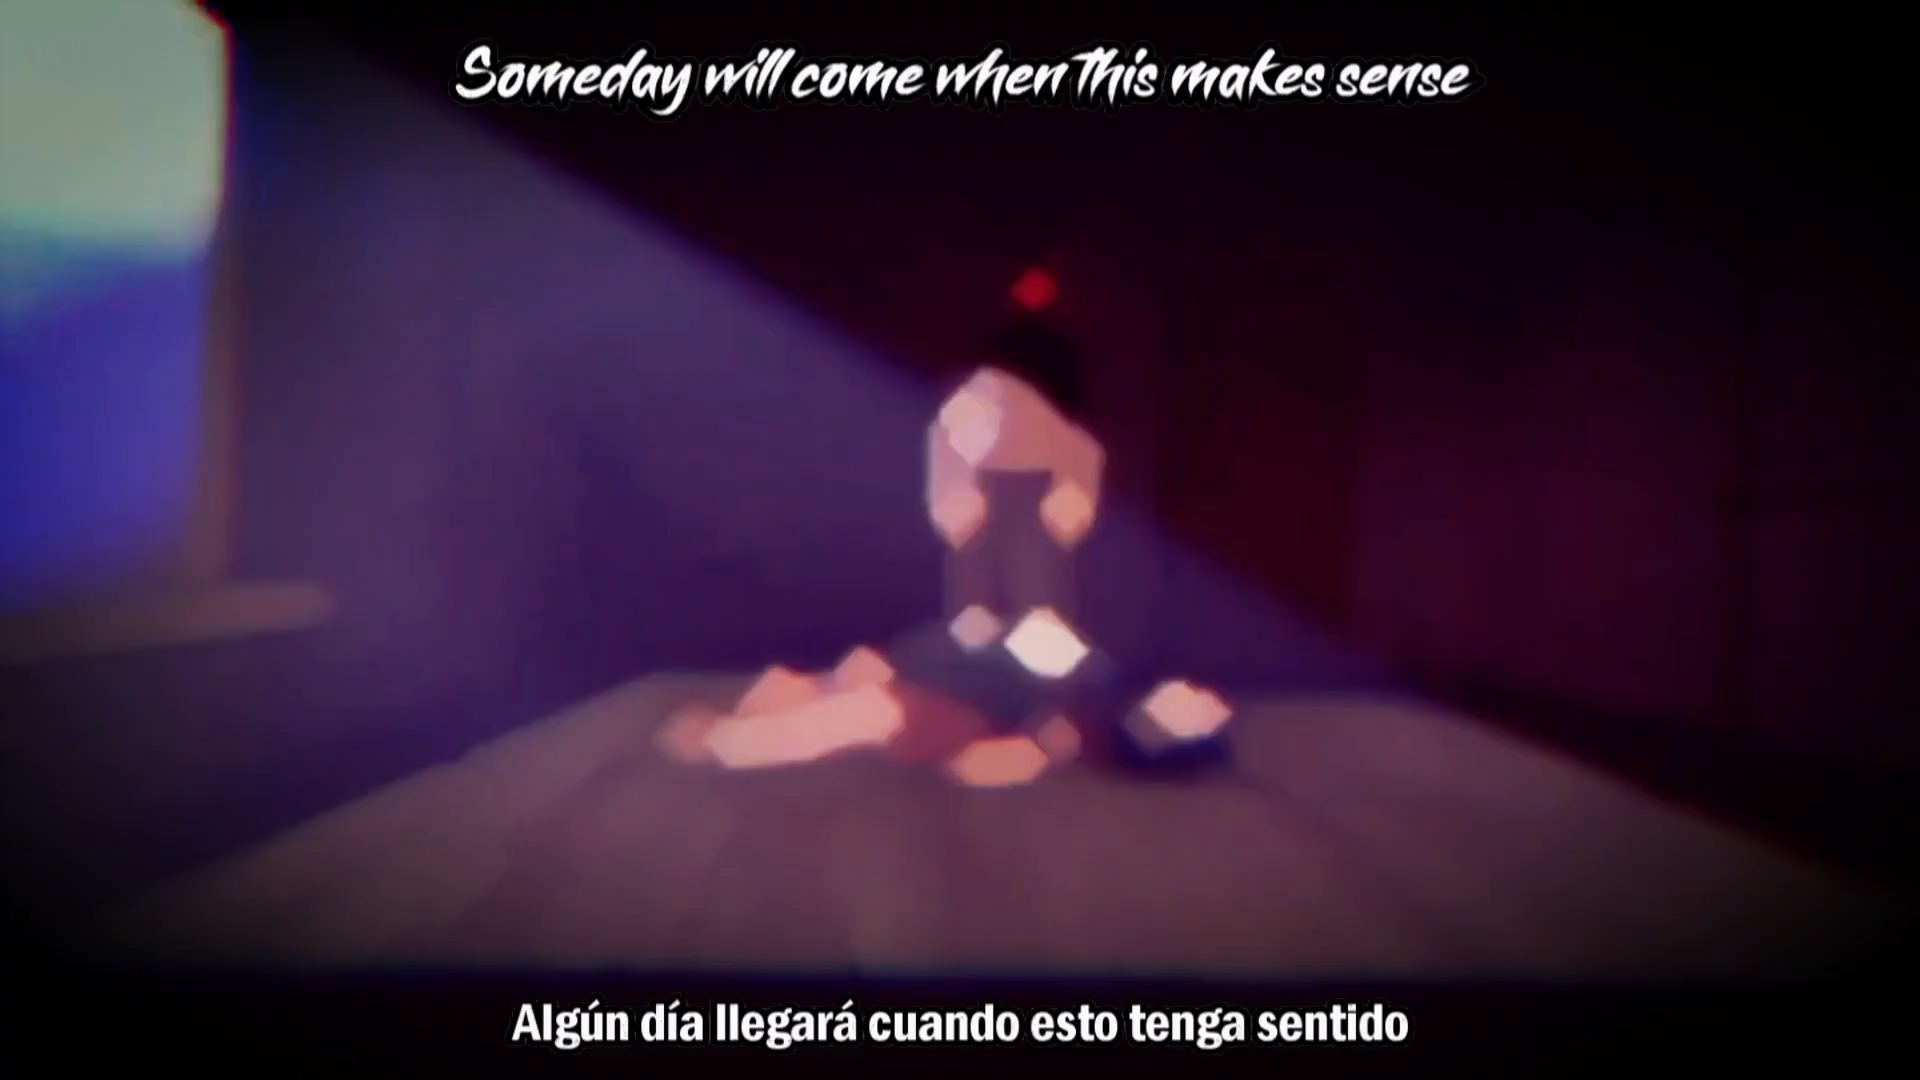 Someday will come when this makes sense
Algún día llegará cuando esto tenga sentido